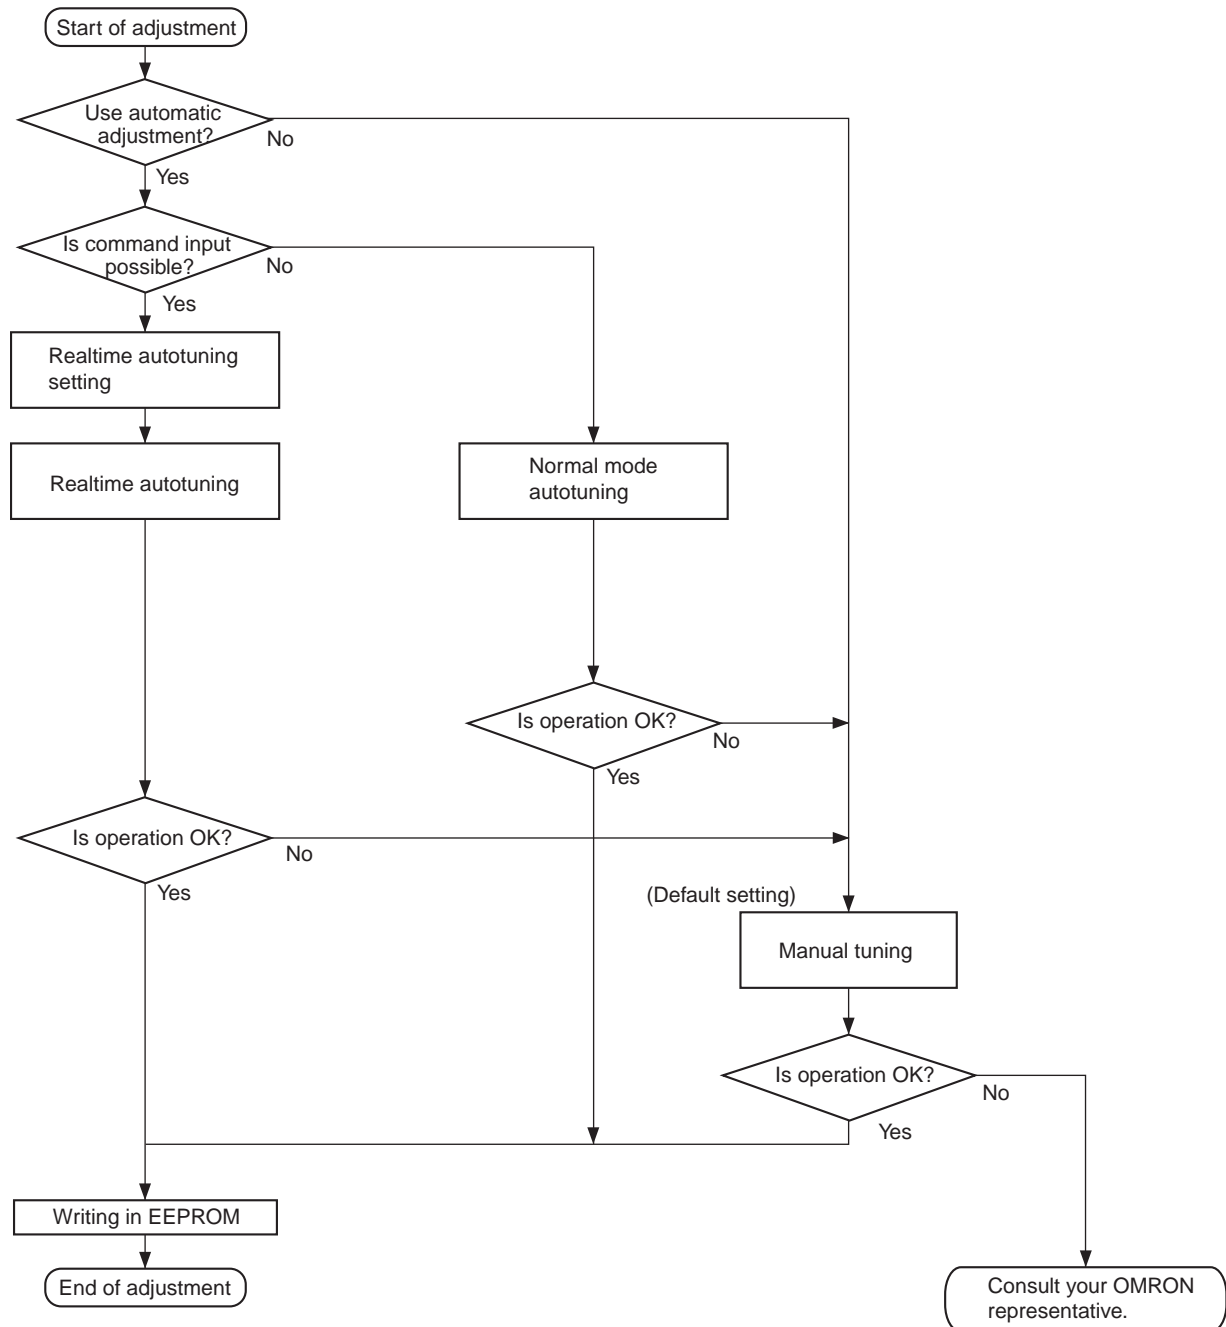 Start of adjustment
Use automatic
adjustment?
No
Yes
Is command input
possible?
No
Yes
Realtime autotuning
setting
Realtime autotuning
Normal mode
autotuning
Is operation OK?
No
Yes
Is operation OK?
No
Yes
(Default setting)
Manual tuning
Is operation OK?
No
Yes
Writing in EEPROM
End of adjustment
Consult your OMRON
representative.